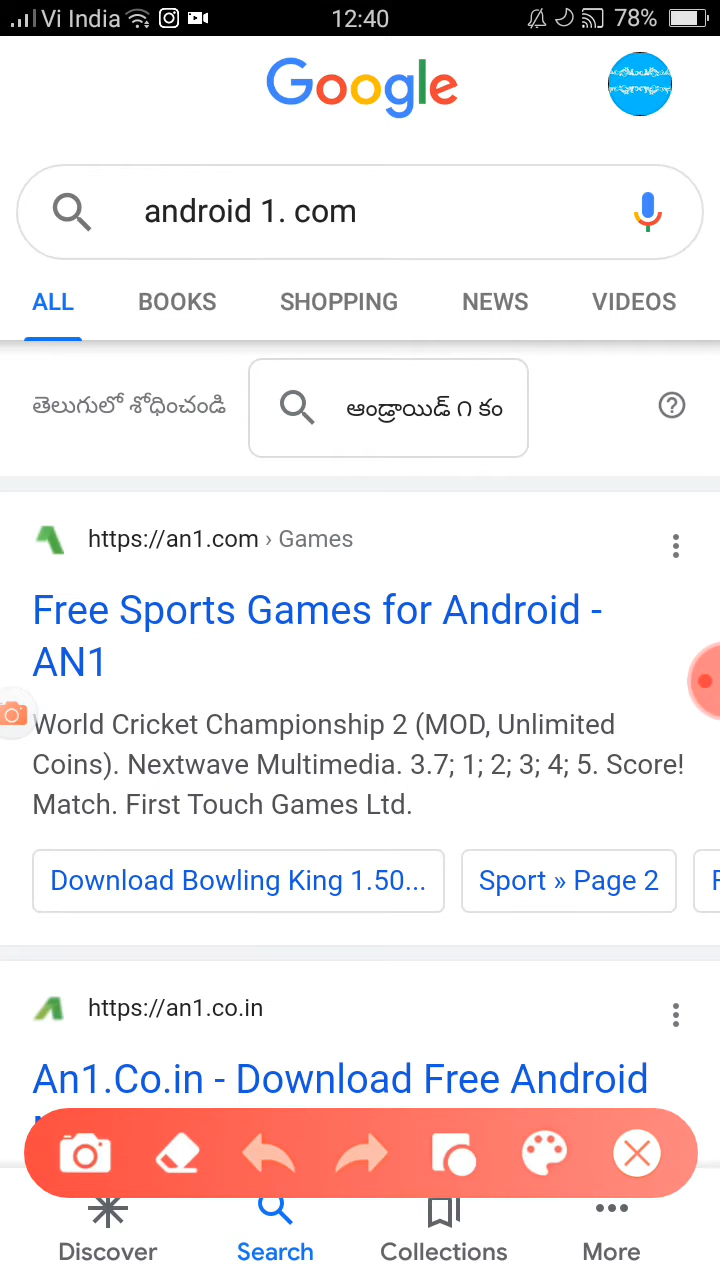 Vi India 12:40 78%
Google
android 1. com
ALL BOOKS SHOPPING NEWS VIDEOS
తెలుగులో శోధించండి ఆండ్రాయిడ్ ౧ కం
https://an1.com › Games
Free Sports Games for Android -
AN1
World Cricket Championship 2 (MOD, Unlimited
Coins). Nextwave Multimedia. 3.7; 1; 2; 3; 4; 5. Score!
Match. First Touch Games Ltd.
Download Bowling King 1.50... Sport » Page 2
https://an1.co.in
An1.Co.in - Download Free Android
Discover Search Collections More